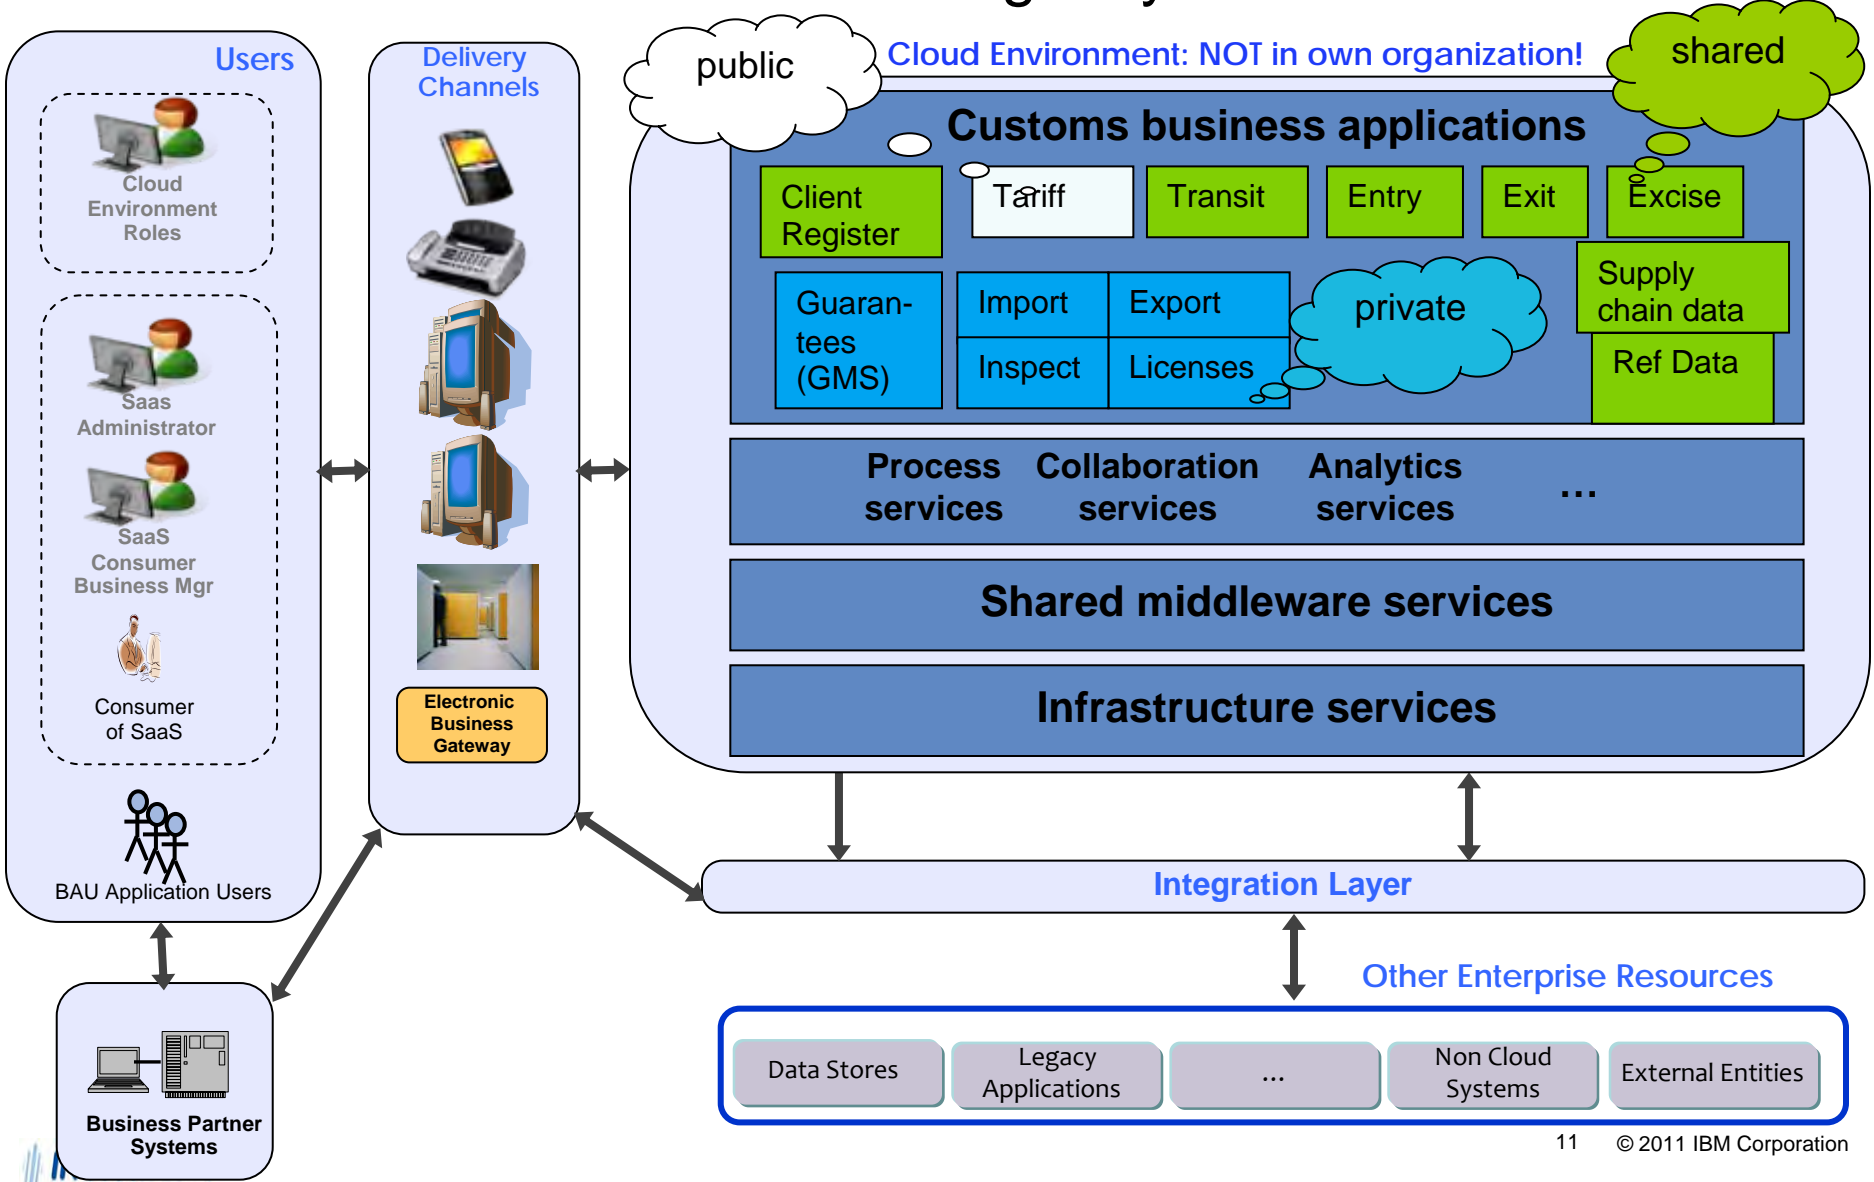 Users
Cloud
Environment
Roles
Saas
Administrator
SaaS
Consumer
Business Mgr
Consumer
of SaaS
BAU Application Users
Business Partner
Systems
Delivery
Channels
Electronic
Business
Gateway
public
Cloud Environment: NOT in own organization!
shared
Customs business applications
Client
Register
Tariff
Transit
Entry
Exit
Excise
Supply
chain data
Ref Data
Guaran-
tees
(GMS)
Import
Export
Inspect
Licenses
private
Process
services
Collaboration
services
Analytics
services
...
Shared middleware services
Infrastructure services
Integration Layer
Other Enterprise Resources
Data Stores
Legacy
Applications
...
Non Cloud
Systems
External Entities
11
© 2011 IBM Corporation